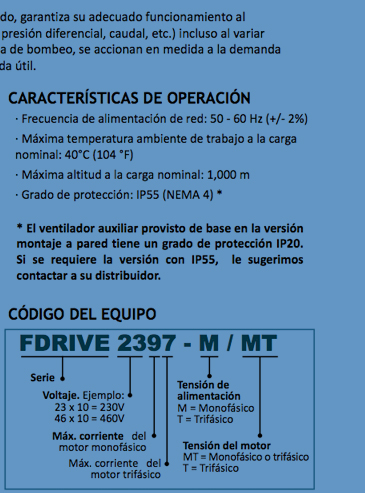 do, garantiza su adecuado funcionamiento al
presión diferencial, caudal, etc.) incluso al variar
a de bombeo, se accionan en medida a la demanda
da útil.
CARACTERÍSTICAS DE OPERACIÓN
· Frecuencia de alimentación de red: 50 - 60 Hz (+/- 2%)
· Máxima temperatura ambiente de trabajo a la carga
nominal: 40°C (104 °F)
· Máxima altitud a la carga nominal: 1,000 m
· Grado de protección: IP55 (NEMA 4) *
* El ventilador auxiliar provisto de base en la versión
montaje a pared tiene un grado de protección IP20.
Si se requiere la versión con IP55, le sugerimos
contactar a su distribuidor.
CÓDIGO DEL EQUIPO
FDRIVE 2397 - M / MT
Serie
Voltaje. Ejemplo:
23 x 10 = 230V
46 x 10 = 460V
Máx. corriente del
motor monofásico
Máx. corriente del
motor trifásico
Tensión de
alimentación
M = Monofásico
T = Trifásico
Tensión del motor
MT = Monofásico o trifásico
T = Trifásico